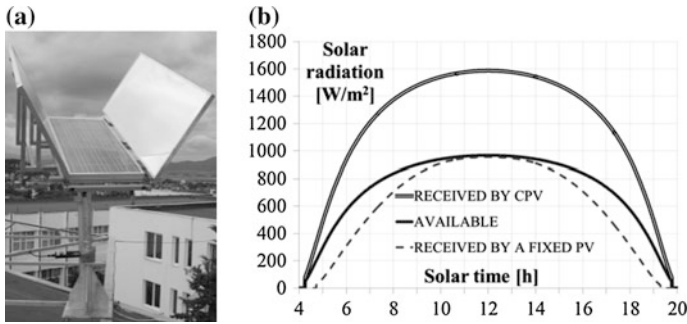 (a)
(b)
1800
1600
1400
1200
1000
800
600
400
200
0
Solar
radiation
[W/m²]
RECEIVED BY CPV
AVAILABLE
RECEIVED BY A FIXED PV
Solar time [h]
4 6 8 10 12 14 16 18 20